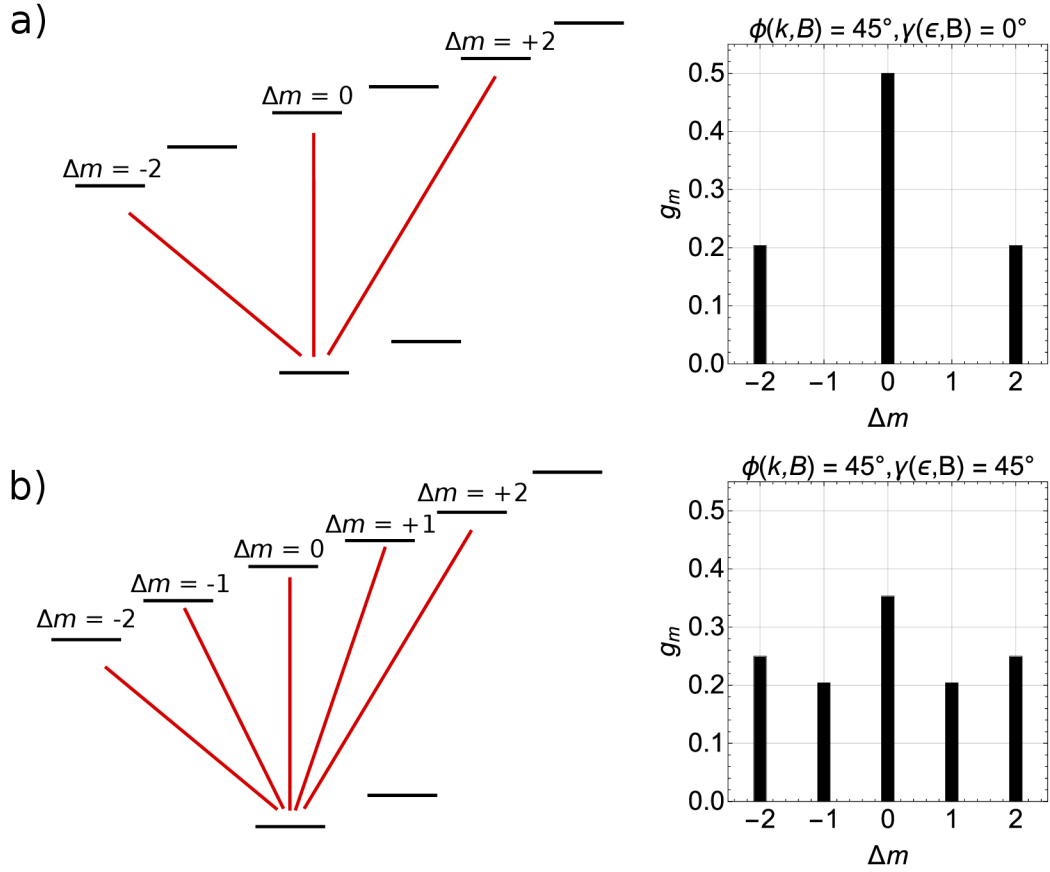 a)
Δm = -2
Δm = 0
Δm = +2
ϕ(k,B) = 45°,γ(ϵ,B) = 0°
g_m
0.5
0.4
0.3
0.2
0.1
0.0
−2 −1 0 1 2
Δm
b)
Δm = -2
Δm = -1
Δm = 0
Δm = +1
Δm = +2
ϕ(k,B) = 45°,γ(ϵ,B) = 45°
g_m
0.5
0.4
0.3
0.2
0.1
0.0
−2 −1 0 1 2
Δm